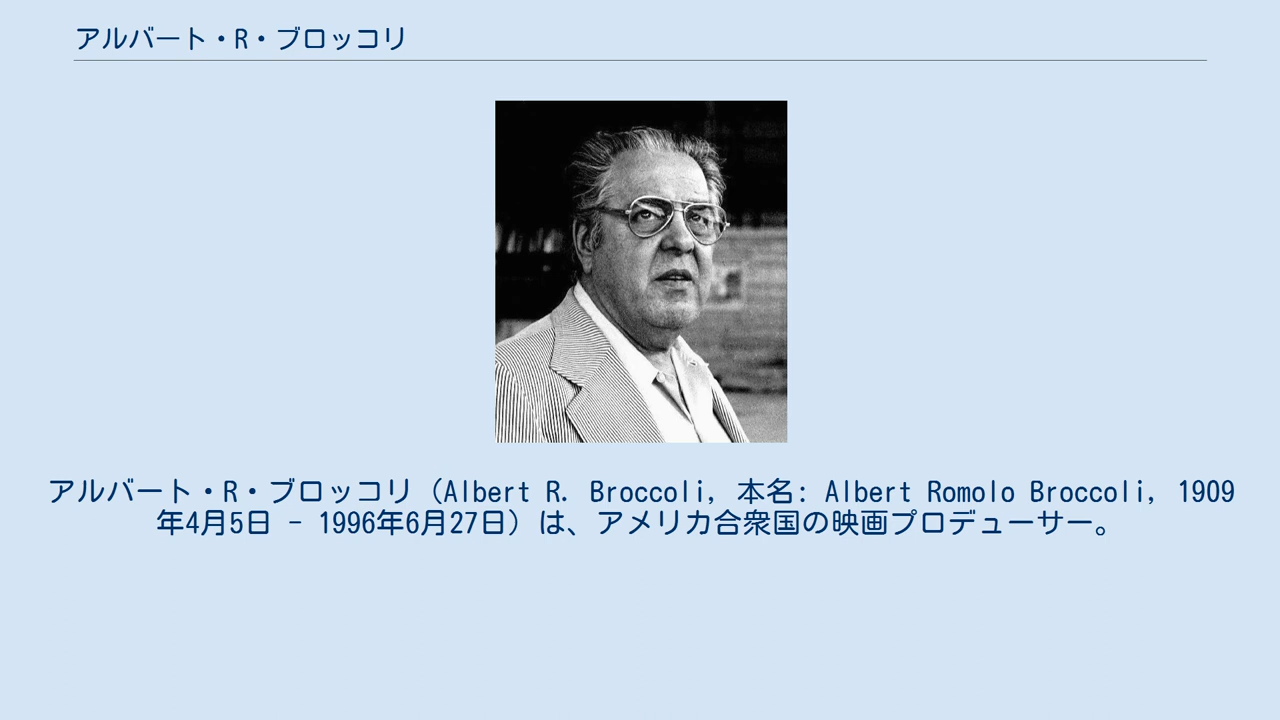 アルバート・R・ブロッコリ
アルバート・R・ブロッコリ（Albert R. Broccoli, 本名: Albert Romolo Broccoli, 1909
年4月5日 - 1996年6月27日）は、アメリカ合衆国の映画プロデューサー。